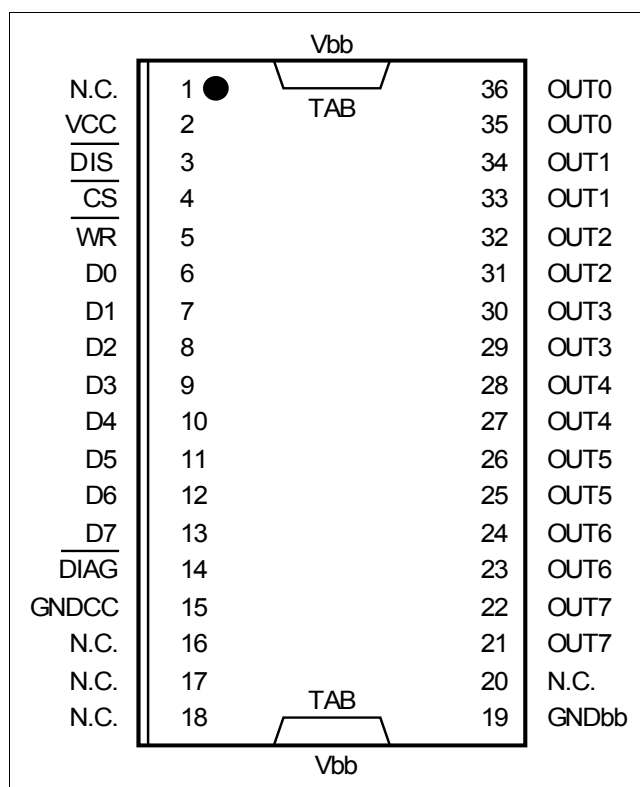 Vbb
TAB
N.C. 1 36 OUT0
VCC 2 35 OUT0
DIS 3 34 OUT1
CS 4 33 OUT1
WR 5 32 OUT2
D0 6 31 OUT2
D1 7 30 OUT3
D2 8 29 OUT3
D3 9 28 OUT4
D4 10 27 OUT4
D5 11 26 OUT5
D6 12 25 OUT5
D7 13 24 OUT6
DIAG 14 23 OUT6
GNDCC 15 22 OUT7
N.C. 16 21 OUT7
N.C. 17 20 N.C.
TAB
N.C. 18 19 GNDbb
Vbb